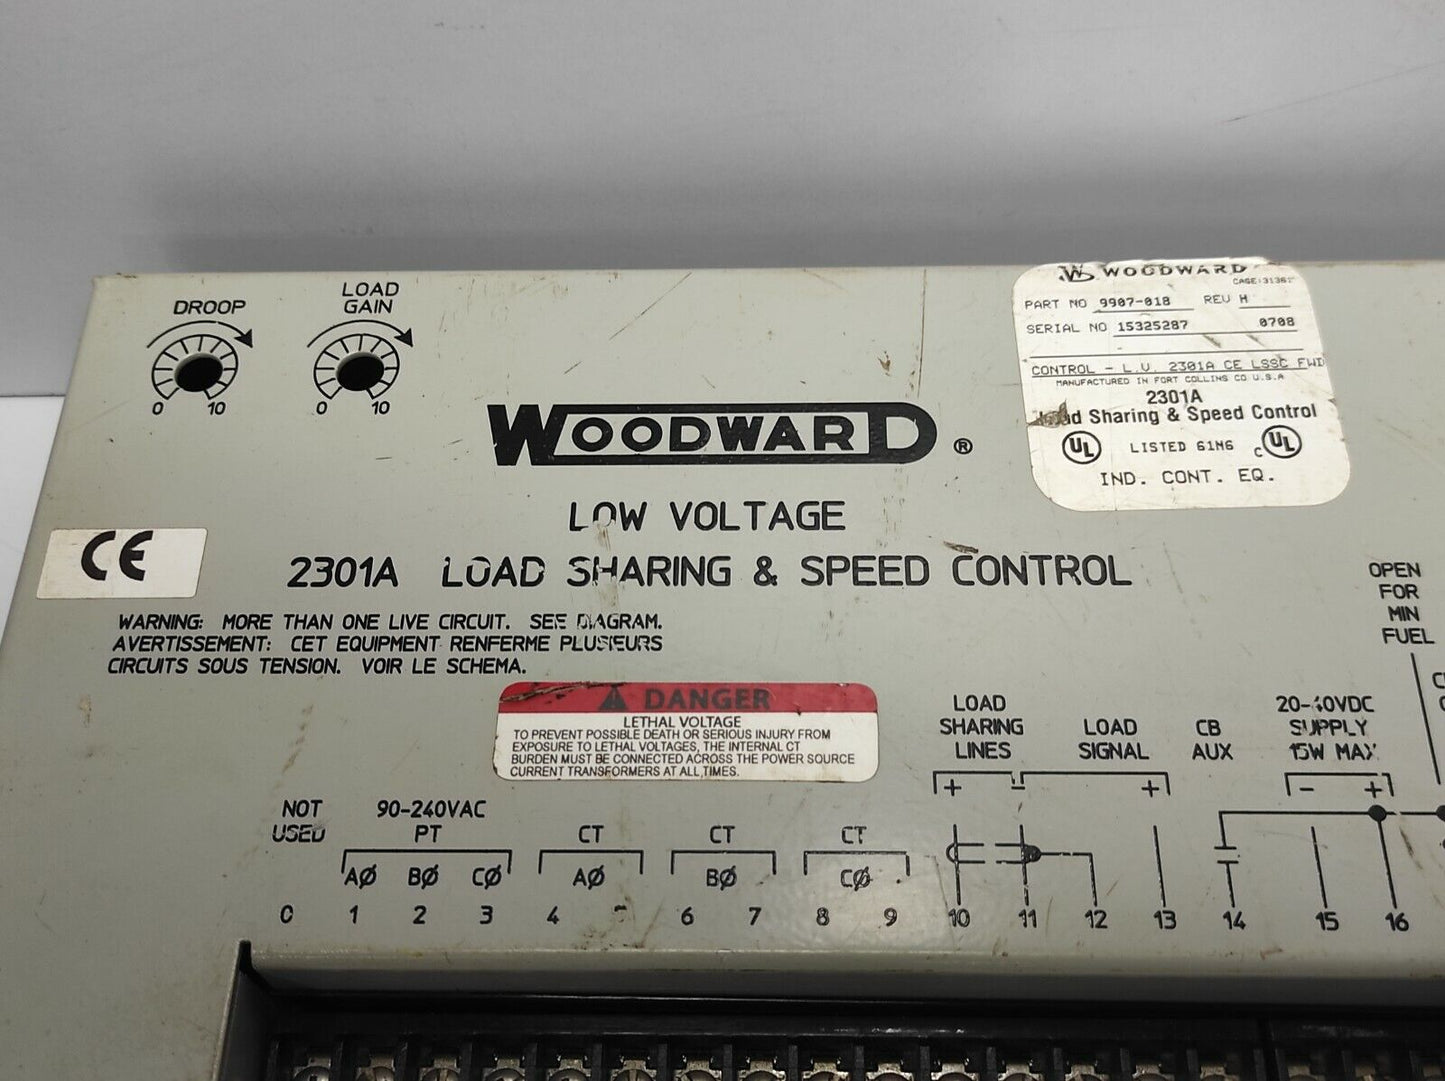 DROOP
0 10
LOAD
GAIN
0 10
WOODWARD
PART NO 9907-018 REV H
SERIAL NO 15325287 0708
CONTROL - L.V. 2301A CE LSSC FWD
MANUFACTURED IN FORT COLLINS CO U.S.A
2301A
Load Sharing & Speed Control
UL LISTED 61M6 C UL
IND. CONT. EQ.
WOODWARD ®
LOW VOLTAGE
2301A LOAD SHARING & SPEED CONTROL
CE
WARNING: MORE THAN ONE LIVE CIRCUIT. SEE DIAGRAM.
AVERTISSEMENT: CET EQUIPMENT RENFERME PLUSIEURS
CIRCUITS SOUS TENSION. VOIR LE SCHEMA.
DANGER
LETHAL VOLTAGE
TO PREVENT POSSIBLE DEATH OR SERIOUS INJURY FROM
EXPOSURE TO LETHAL VOLTAGES, THE INTERNAL CT
BURDEN MUST BE CONNECTED ACROSS THE POWER SOURCE
CURRENT TRANSFORMERS AT ALL TIMES.
OPEN
FOR
MIN
FUEL
NOT
USED
90-240VAC
PT
AØ BØ CØ
CT
AØ
CT
BØ
CT
CØ
LOAD
SHARING
LINES
+ -
LOAD
SIGNAL
+
CB
AUX
20-40VDC
SUPPLY
15W MAX
- +
0 1 2 3 4 6 7 8 9 10 11 12 13 14 15 16